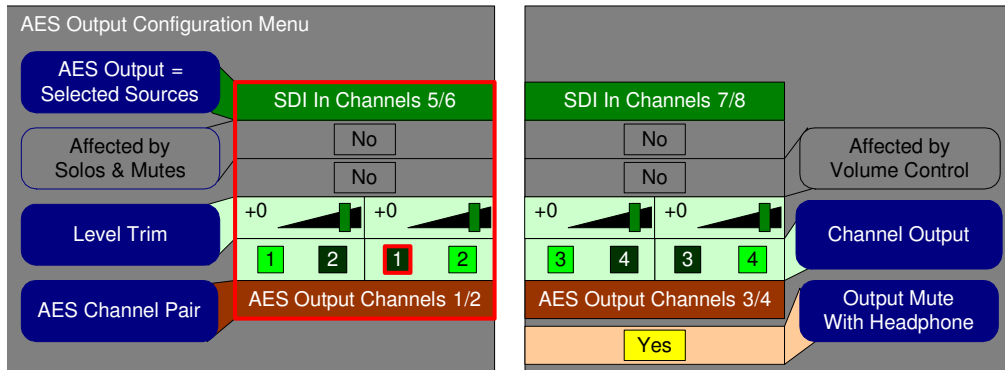 AES Output Configuration Menu
AES Output =
Selected Sources
SDI In Channels 5/6
SDI In Channels 7/8
Affected by
Solos & Mutes
No
No
Affected by
Volume Control
No
No
Level Trim
+0 +0
+0 +0
Channel Output
1 2 1 2
3 4 3 4
AES Channel Pair
AES Output Channels 1/2
AES Output Channels 3/4
Output Mute
With Headphone
Yes